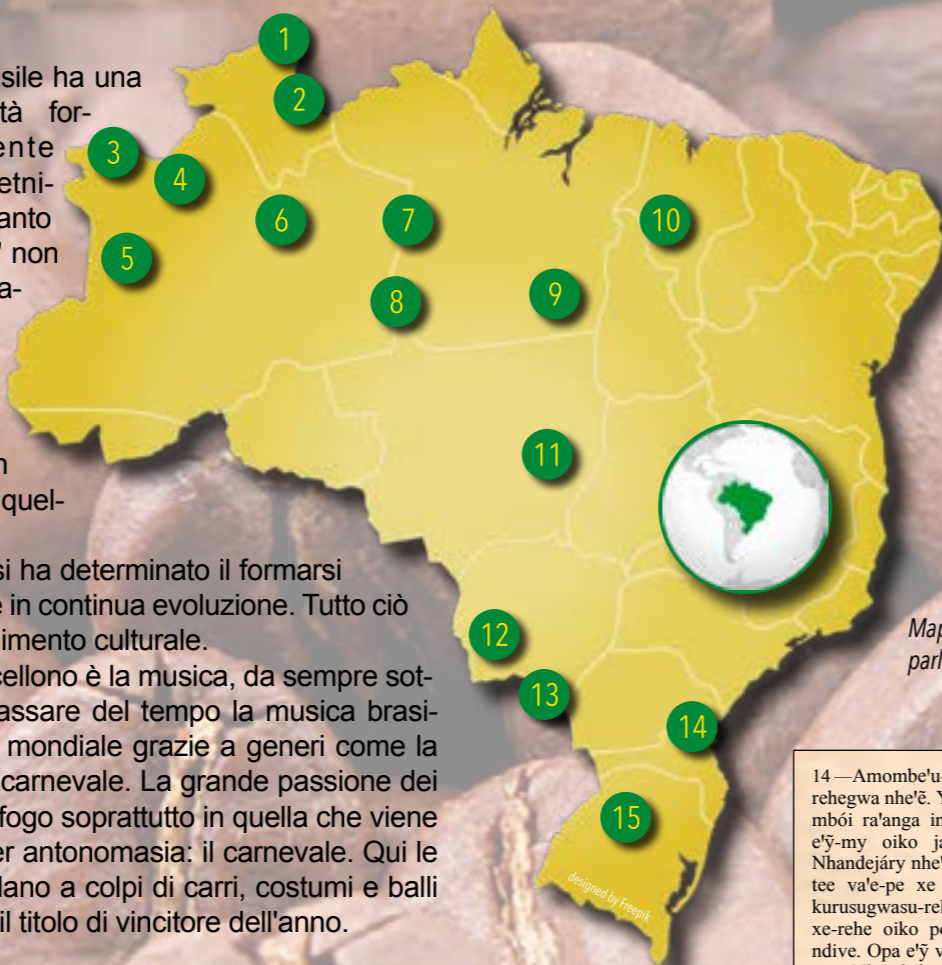 sile ha una
tà for-
ente
etni-
anto
non
a-
quel-
si ha determinato il formarsi
e in continua evoluzione. Tutto ciò
dimento culturale.
cellono è la musica, da sempre sot-
assare del tempo la musica brasi-
mondiale grazie a generi come la
carnevale. La grande passione dei
fogo soprattutto in quella che viene
er antonomasia: il carnevale. Qui le
dano a colpi di carri, costumi e balli
il titolo di vincitore dell'anno.
1
2
3
4
5
6
7
8
9
10
11
12
13
14
15
designed by Freepik
Map
parl
14 —Amombe'u-
rehegwa nhe'ẽ. Y
mbói ra'anga in
e'ỹ-my oiko ja
Nhandejáry nhe'
tee va'e-pe xe
kurusugwasu-rel
xe-rehe oiko po
ndive. Opa e'ỹ v